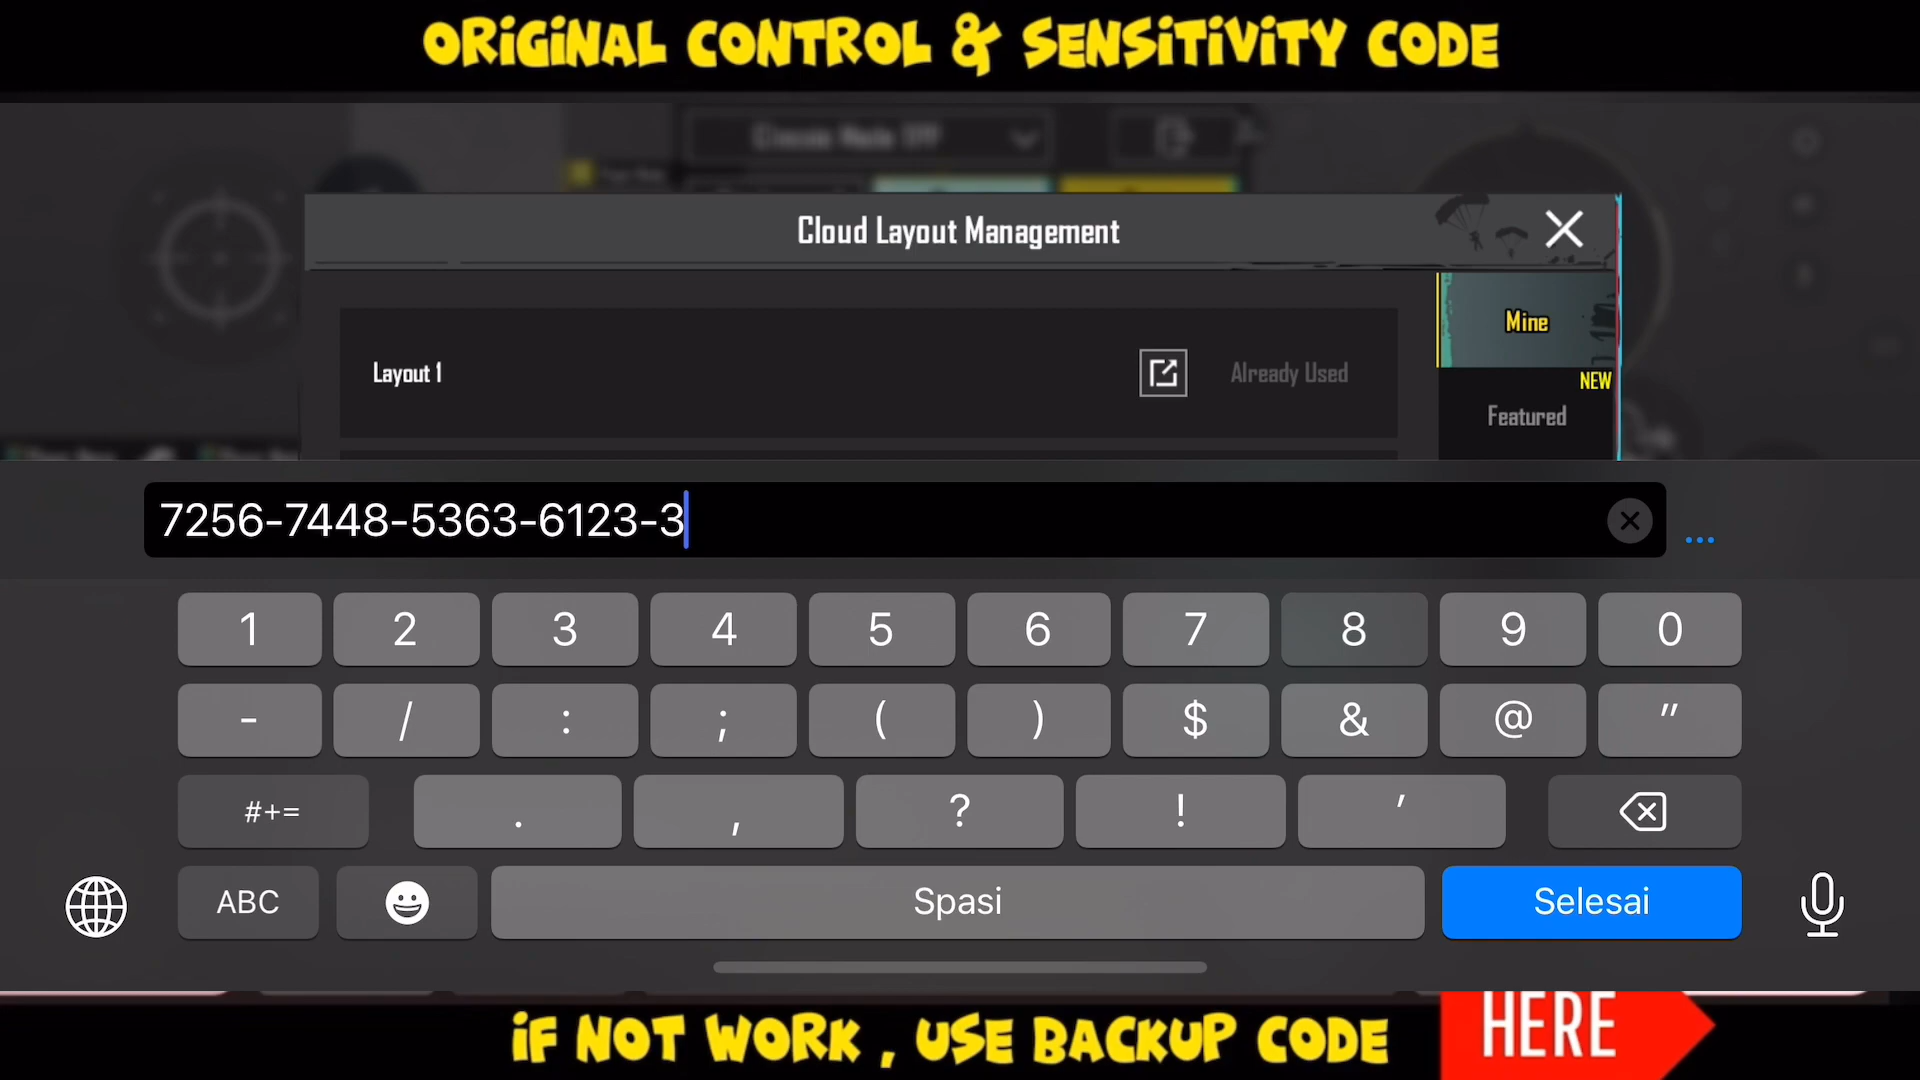 ORIGINAL CONTROL & SENSITIVITY CODE
Cloud Layout Management
Mine
Layout 1
Already Used
NEW
Featured
7256-7448-5363-6123-3
...
1 2 3 4 5 6 7 8 9 0
- / : ; ( ) $ & @ "
#+= . , ? ! '
ABC Spasi Selesai
IF NOT WORK , USE BACKUP CODE
HERE